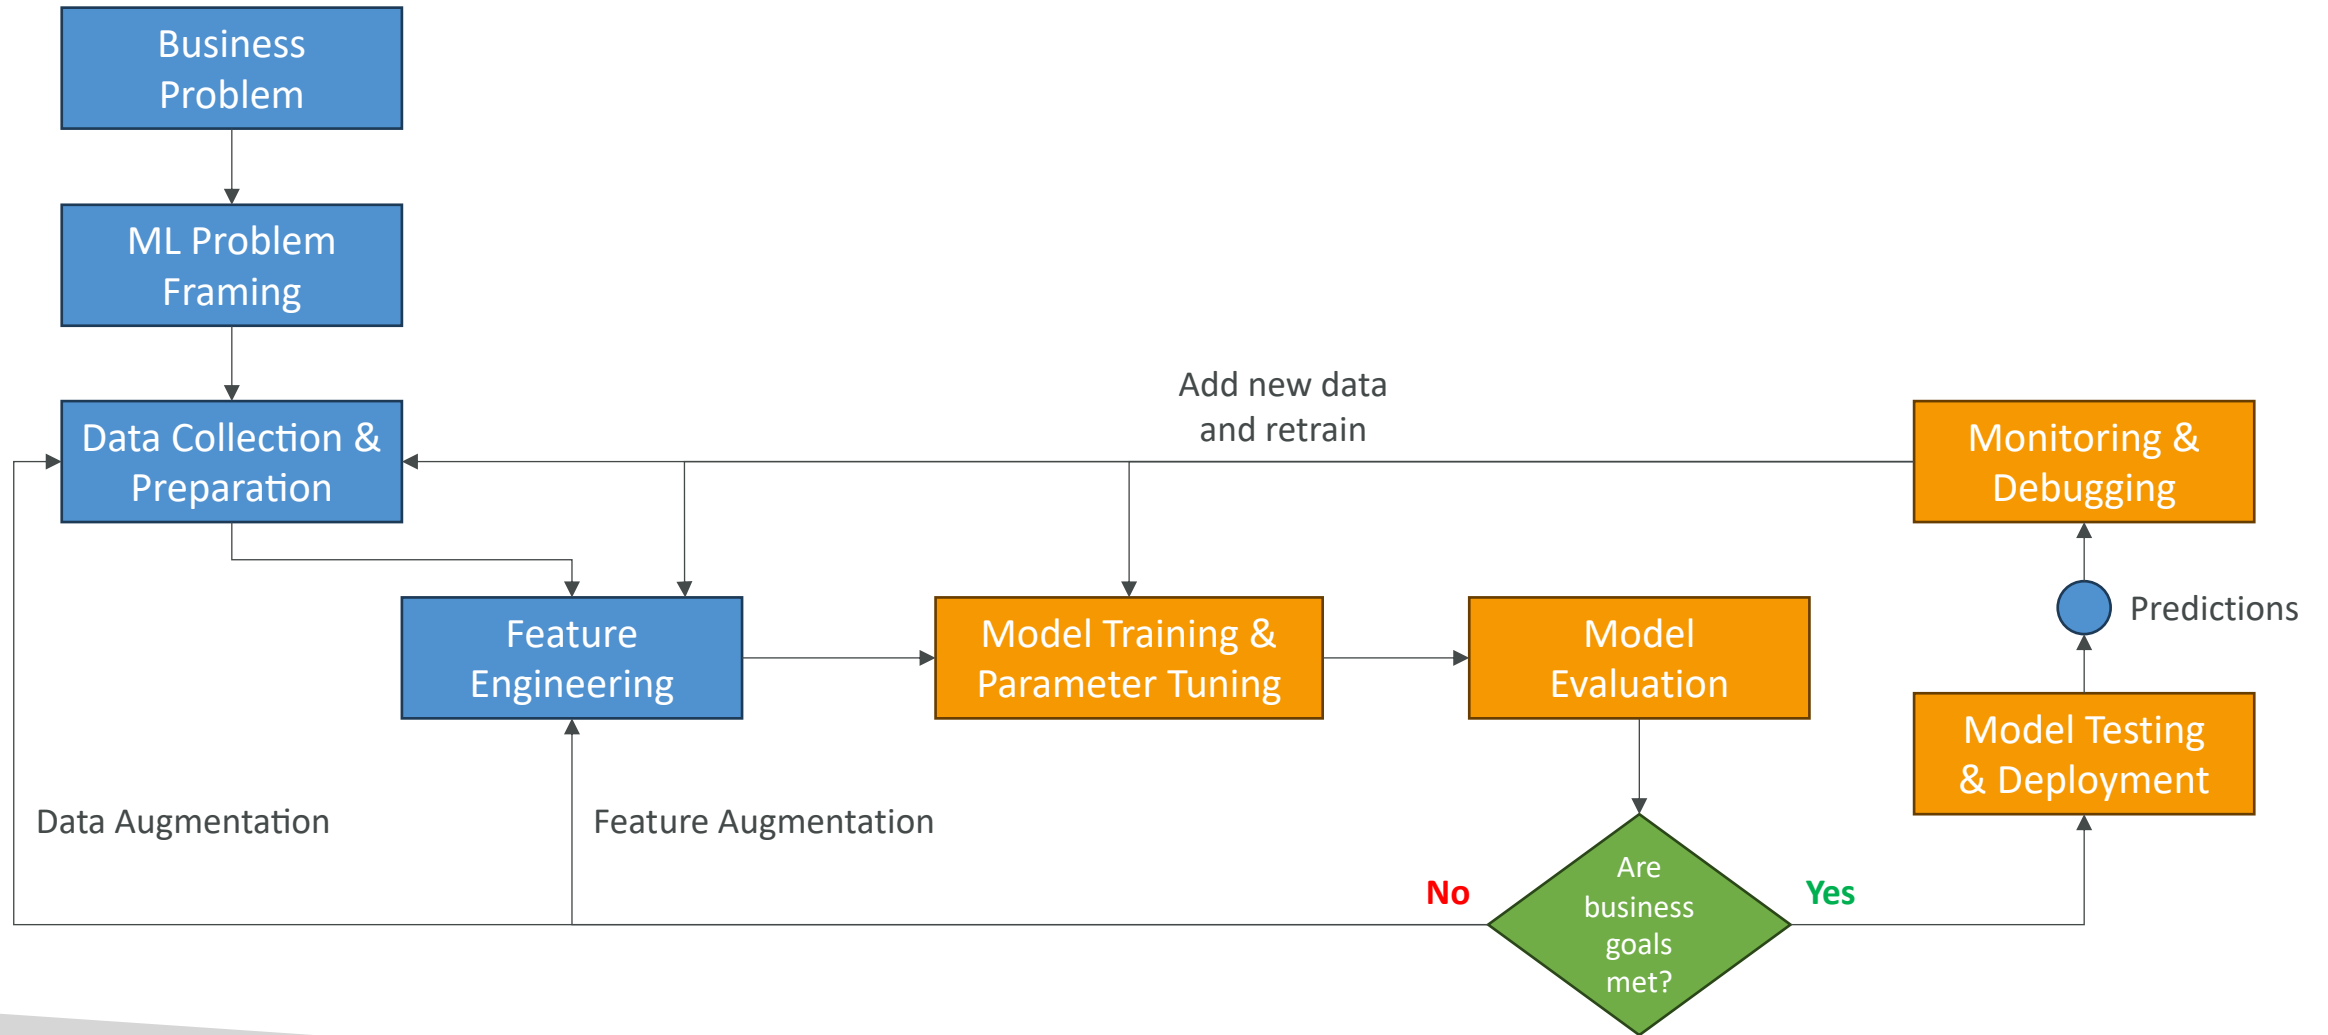 Business
Problem
ML Problem
Framing
Add new data
and retrain
Data Collection &
Preparation
Monitoring &
Debugging
Predictions
Feature
Engineering
Model Training &
Parameter Tuning
Model
Evaluation
Model Testing
& Deployment
Data Augmentation
Feature Augmentation
No
Are
business
goals
met?
Yes